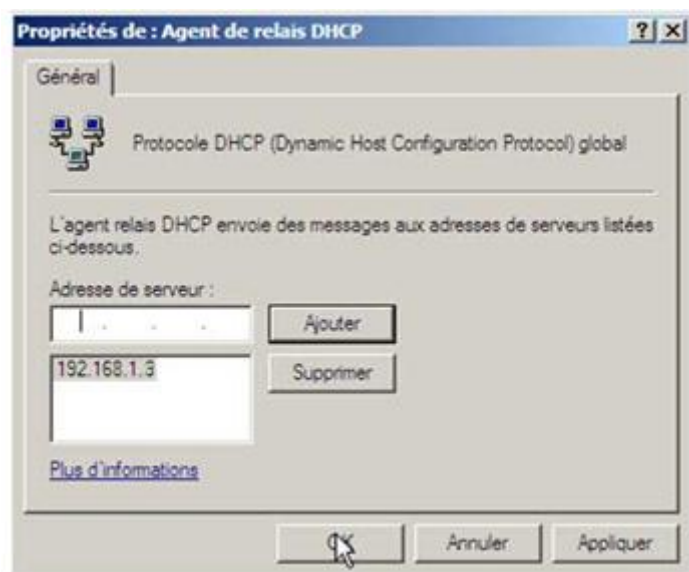 Propriétés de : Agent de relais DHCP
Général
Protocole DHCP (Dynamic Host Configuration Protocol) global
L'agent relais DHCP envoie des messages aux adresses de serveurs listées
ci-dessous.
Adresse de serveur :
Ajouter
192.168.1.3
Supprimer
Plus d'informations
OK
Annuler
Appliquer